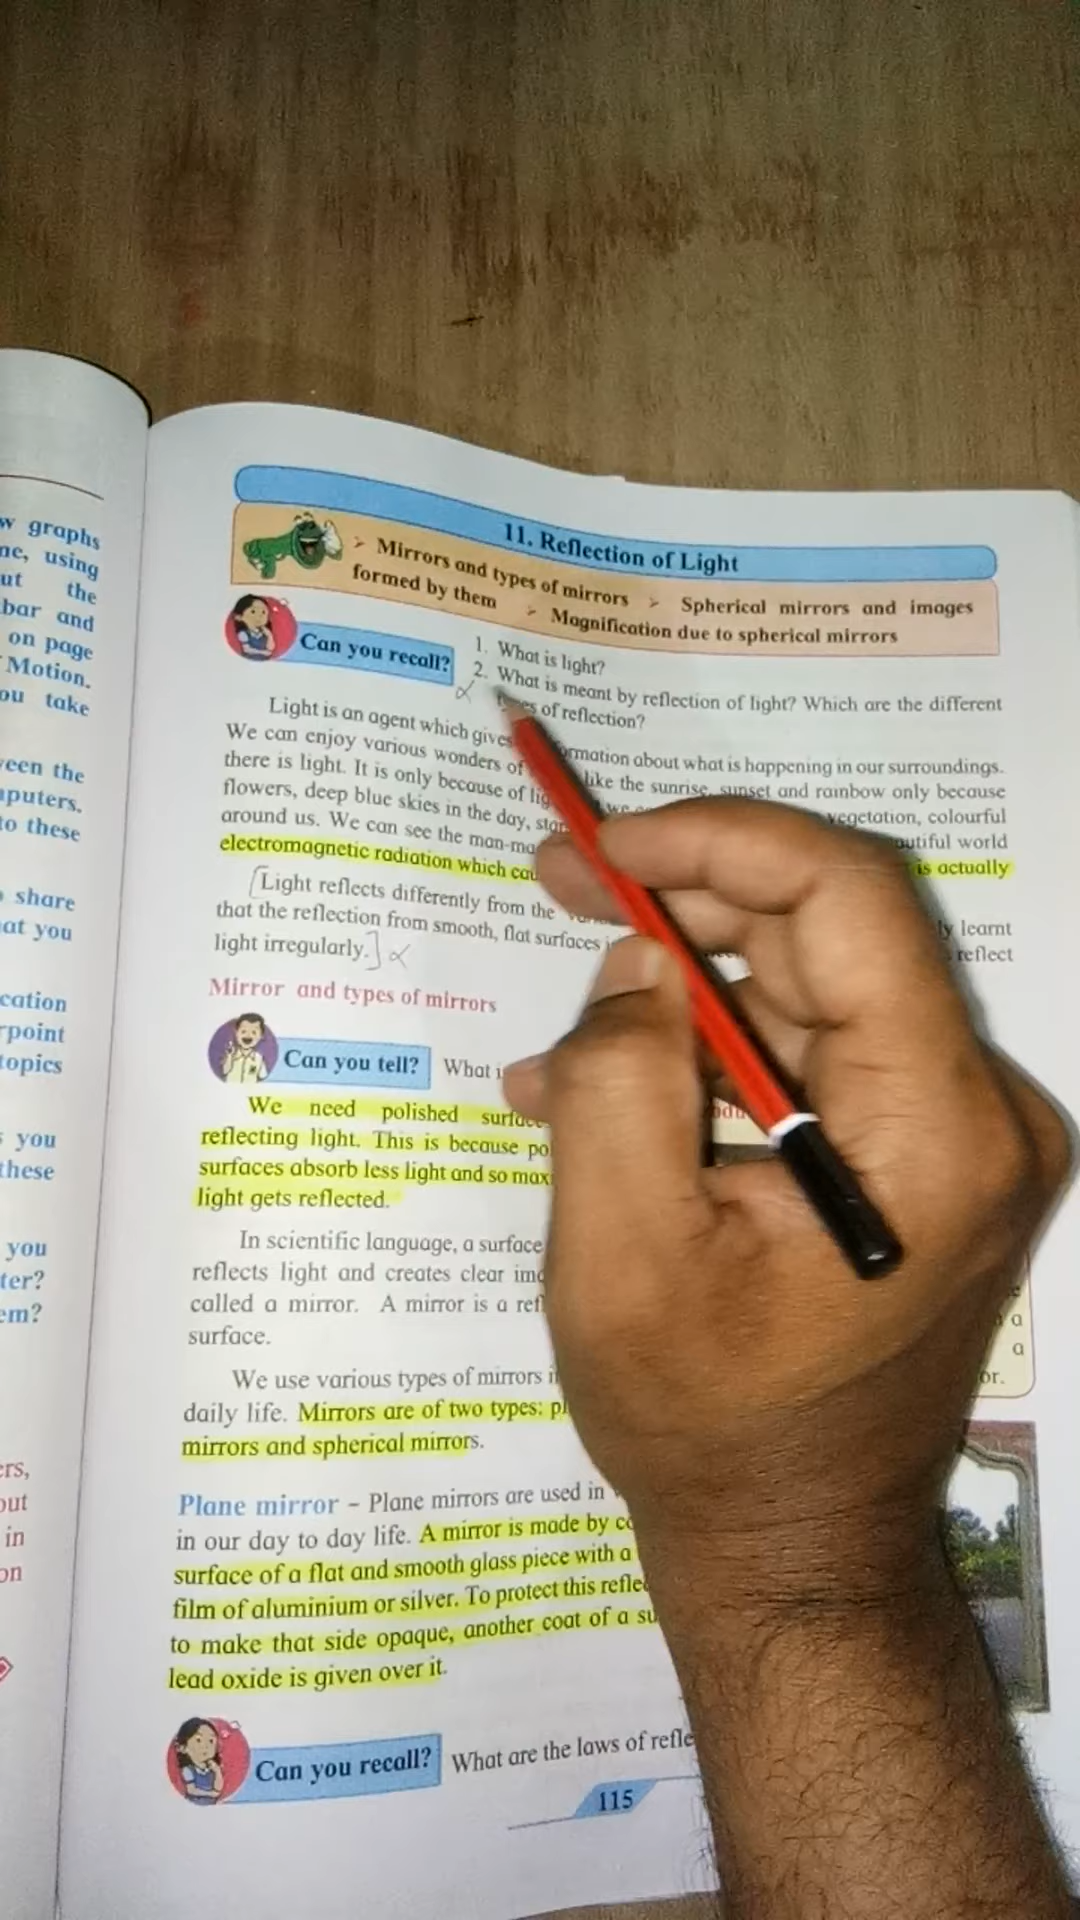 w graphs
ne, using
ut the
bar and
on page
Motion.
ou take
veen the
nputers.
to these
share
at you
cation
rpoint
topics
you
these
you
ter?
em?
ers,
out
in
on
11. Reflection of Light
➢ Mirrors and types of mirrors ➢ Spherical mirrors and images
formed by them ➢ Magnification due to spherical mirrors
Can you recall?
1. What is light?
2. What is meant by reflection of light? Which are the different
types of reflection?
α
Light is an agent which gives ormation about what is happening in our surroundings.
We can enjoy various wonders of like the sunrise, sunset and rainbow only because
there is light. It is only because of lig we vegetation, colourful
flowers, deep blue skies in the day, star autiful world
around us. We can see the man-ma is actually
electromagnetic radiation which cau
[Light reflects differently from the ly learnt
that the reflection from smooth, flat surfaces reflect
light irregularly.] α
Mirror and types of mirrors
Can you tell? What i
We need polished surfac
reflecting light. This is because po
surfaces absorb less light and so max
light gets reflected.
In scientific language, a surface
reflects light and creates clear ima
called a mirror. A mirror is a ref
surface.
a
a
or.
We use various types of mirrors i
daily life. Mirrors are of two types: pl
mirrors and spherical mirrors.
Plane mirror – Plane mirrors are used in
in our day to day life. A mirror is made by co
surface of a flat and smooth glass piece with a
film of aluminium or silver. To protect this refle
to make that side opaque, another coat of a su
lead oxide is given over it.
Can you recall? What are the laws of refle
115